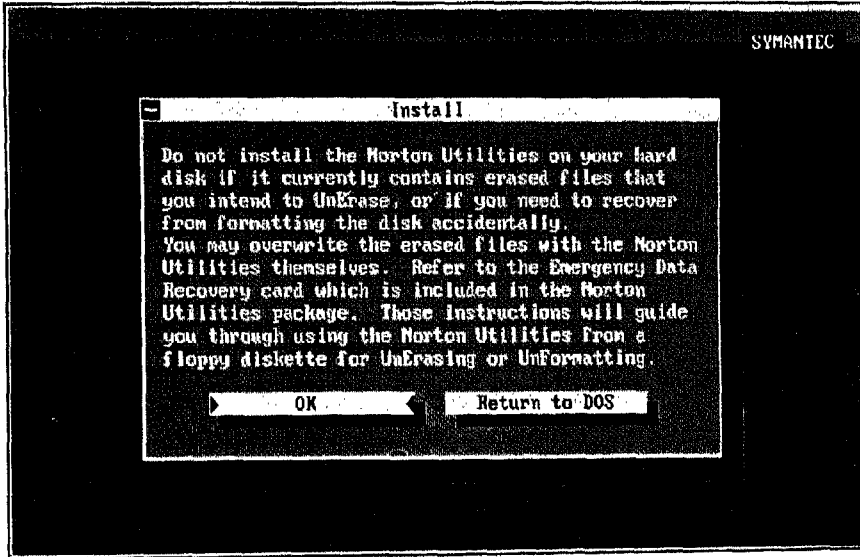 SYMANTEC
Install
Do not install the Norton Utilities on your hard
disk if it currently contains erased files that
you intend to UnErase, or if you need to recover
from formatting the disk accidentally.
You may overwrite the erased files with the Norton
Utilities themselves. Refer to the Emergency Data
Recovery card which is included in the Norton
Utilities package. Those instructions will guide
you through using the Norton Utilities from a
floppy diskette for UnErasing or UnFormatting.
OK Return to DOS